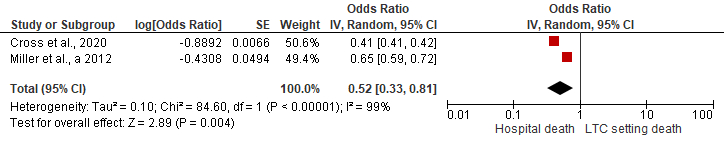 Odds Ratio Odds Ratio
Study or Subgroup log[Odds Ratio] SE Weight IV, Random, 95% CI IV, Random, 95% CI
Cross et al., 2020 -0.8892 0.0066 50.6% 0.41 [0.41, 0.42]
Miller et al., a 2012 -0.4308 0.0494 49.4% 0.65 [0.59, 0.72]
Total (95% CI) 100.0% 0.52 [0.33, 0.81]
Heterogeneity: Tau² = 0.10; Chi² = 84.60, df = 1 (P < 0.00001); I² = 99%
Test for overall effect: Z = 2.89 (P = 0.004)
0.01 0.1 1 10 100
Hospital death LTC setting death